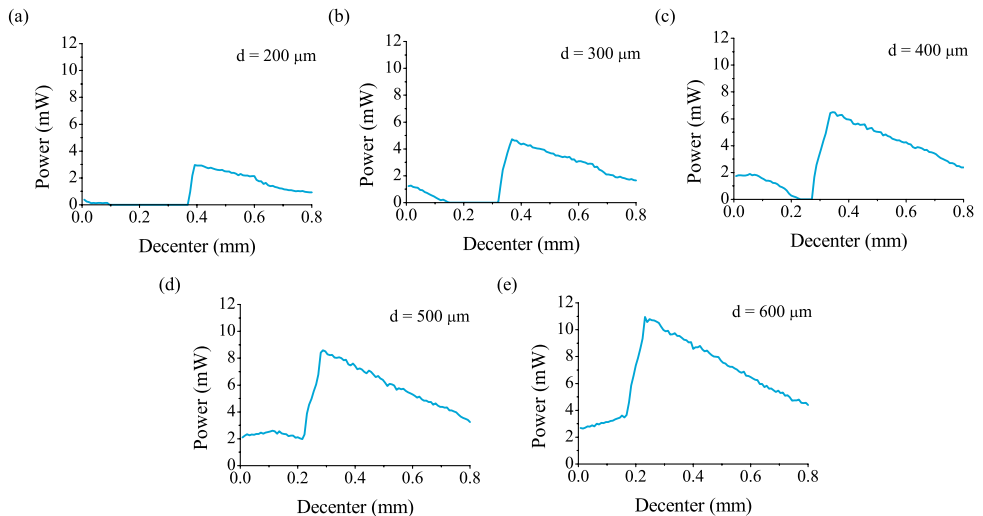 (a)
d = 200 μm
Power (mW)
12
10
8
6
4
2
0
0.0 0.2 0.4 0.6 0.8
Decenter (mm)
(b)
d = 300 μm
Power (mW)
12
10
8
6
4
2
0
0.0 0.2 0.4 0.6 0.8
Decenter (mm)
(c)
d = 400 μm
Power (mW)
12
10
8
6
4
2
0
0.0 0.2 0.4 0.6 0.8
Decenter (mm)
(d)
d = 500 μm
Power (mW)
12
10
8
6
4
2
0
0.0 0.2 0.4 0.6 0.8
Decenter (mm)
(e)
d = 600 μm
Power (mW)
12
10
8
6
4
2
0
0.0 0.2 0.4 0.6 0.8
Decenter (mm)